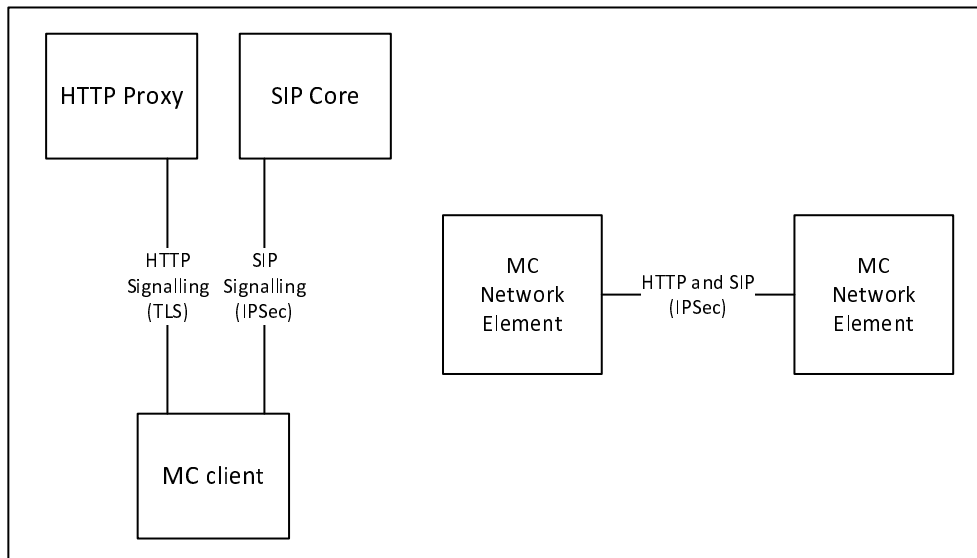 HTTP Proxy
SIP Core
HTTP
Signalling
(TLS)
SIP
Signalling
(IPSec)
MC client
MC
Network
Element
HTTP and SIP
(IPSec)
MC
Network
Element